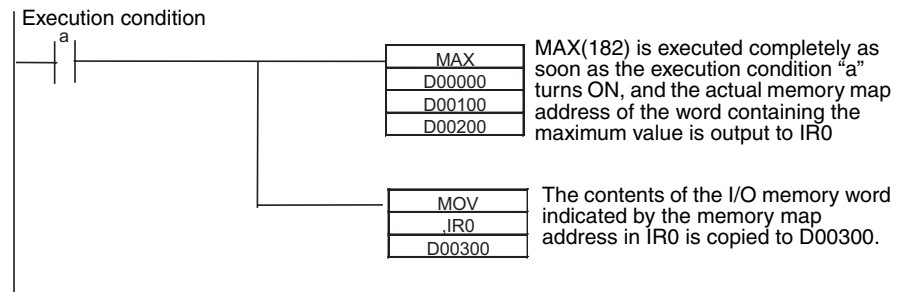 Execution condition
a
MAX
D00000
D00100
D00200
MAX(182) is executed completely as
soon as the execution condition “a”
turns ON, and the actual memory map
address of the word containing the
maximum value is output to IR0
MOV
,IR0
D00300
The contents of the I/O memory word
indicated by the memory map
address in IR0 is copied to D00300.